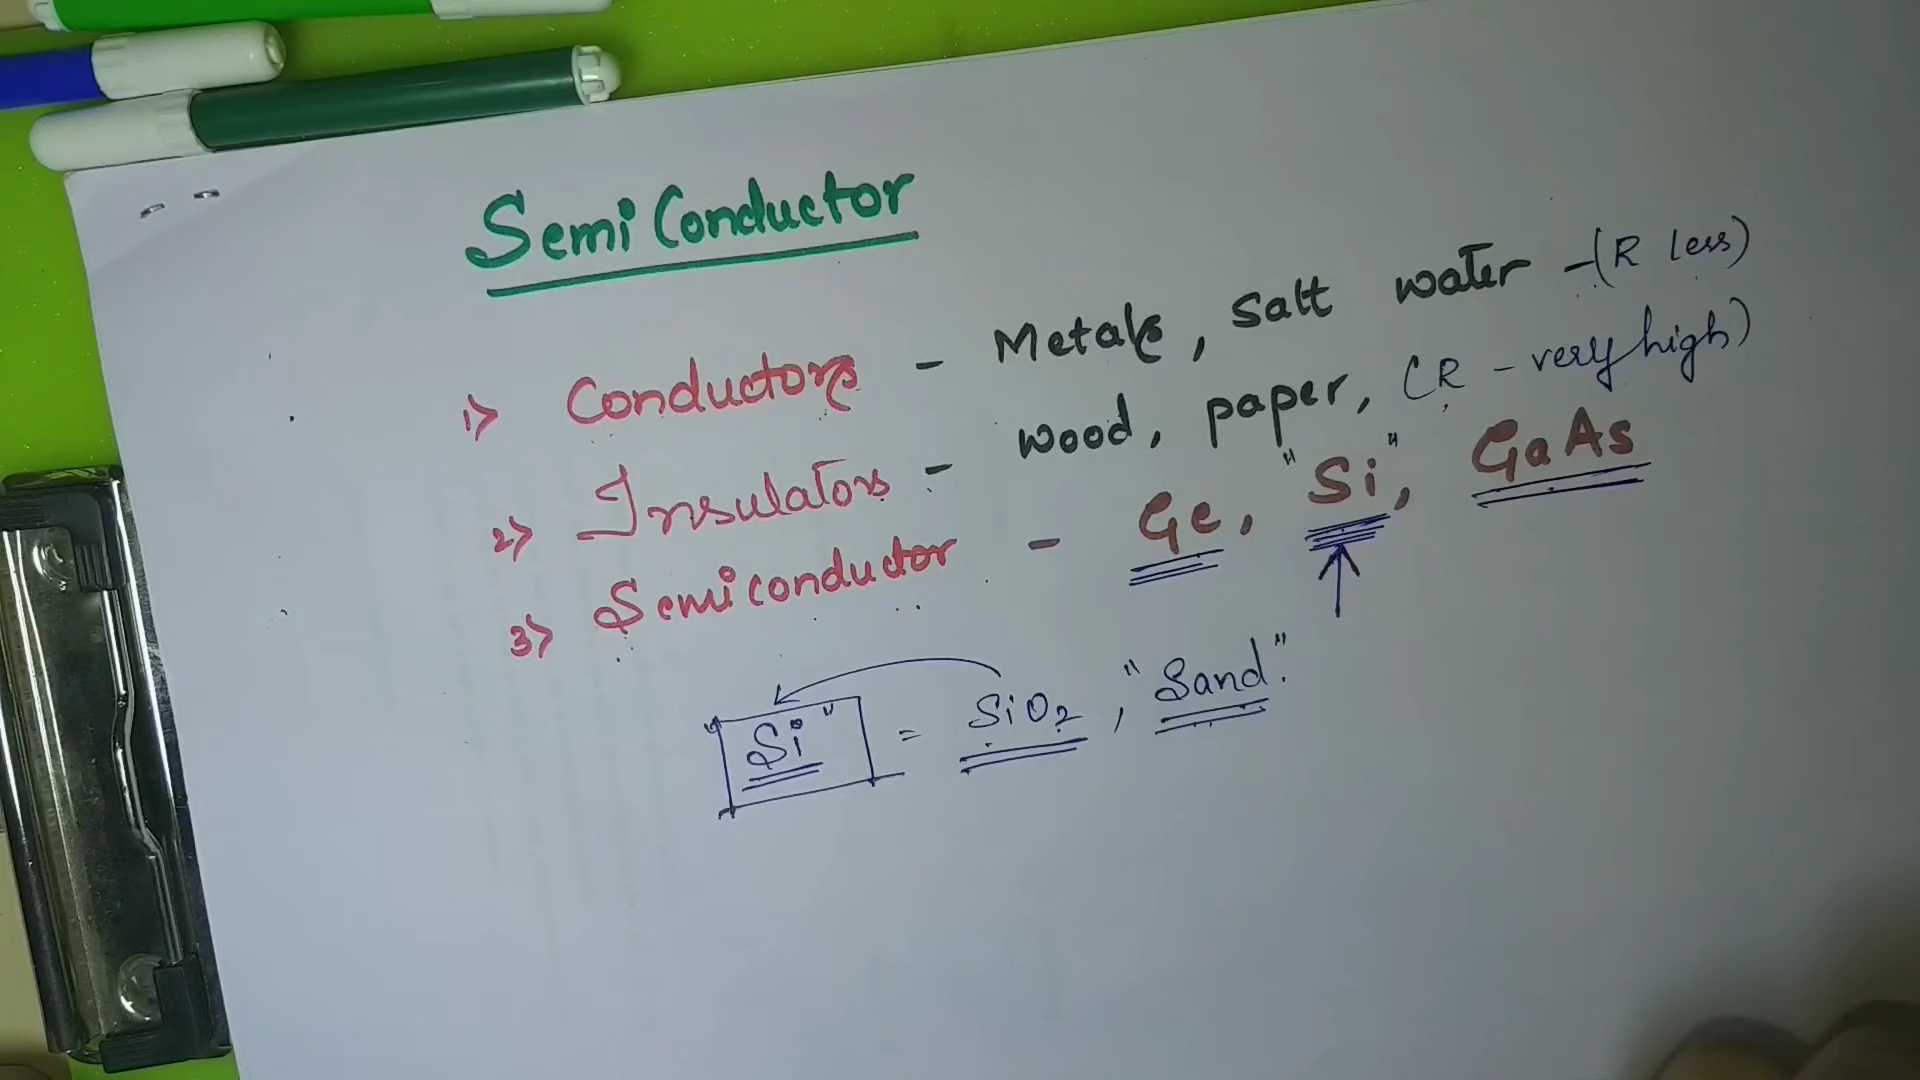 Semi Conductor
1) Conductors - Metals, Salt water - (R less)
2) Insulators - wood, paper, (R - very high)
3) Semiconductor - Ge, "Si", GaAs
"Si" = SiO2, "Sand".